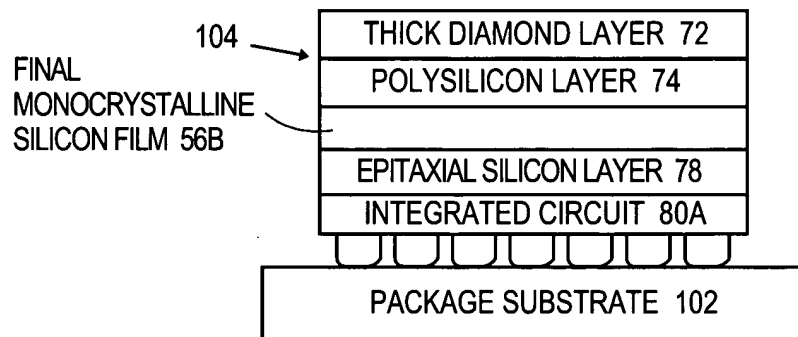 THICK DIAMOND LAYER 72
104
POLYSILICON LAYER 74
FINAL
MONOCRYSTALLINE
SILICON FILM 56B
EPITAXIAL SILICON LAYER 78
INTEGRATED CIRCUIT 80A
PACKAGE SUBSTRATE 102